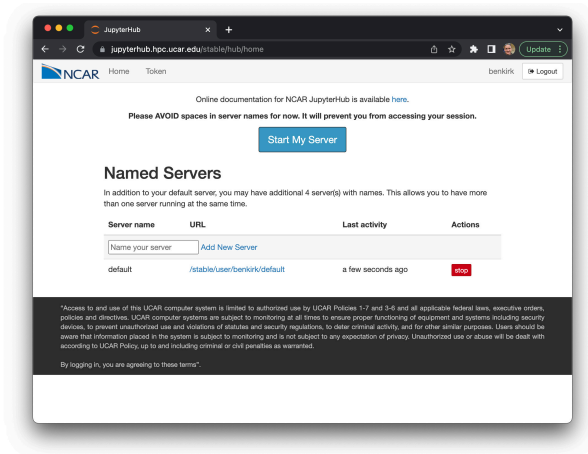 JupyterHub
jupyterhub.hpc.ucar.edu/stable/hub/home
Update
NCAR Home Token benkirk Logout
Online documentation for NCAR JupyterHub is available here.
Please AVOID spaces in server names for now. It will prevent you from accessing your session.
Start My Server
Named Servers
In addition to your default server, you may have additional 4 server(s) with names. This allows you to have more
than one server running at the same time.
Server name URL Last activity Actions
Name your server Add New Server
default /stable/user/benkirk/default a few seconds ago stop
"Access to and use of this UCAR computer system is limited to authorized use by UCAR Policies 1-7 and 3-6 and all applicable federal laws, executive orders,
policies and directives. UCAR computer systems are subject to monitoring at all times to ensure proper functioning of equipment and systems including security
devices, to prevent unauthorized use and violations of statutes and security regulations, to deter criminal activity, and for other similar purposes. Users should be
aware that information placed in the system is subject to monitoring and is not subject to any expectation of privacy. Unauthorized use or abuse will be dealt with
according to UCAR Policy, up to and including criminal or civil penalties as warranted.
By logging in, you are agreeing to these terms".